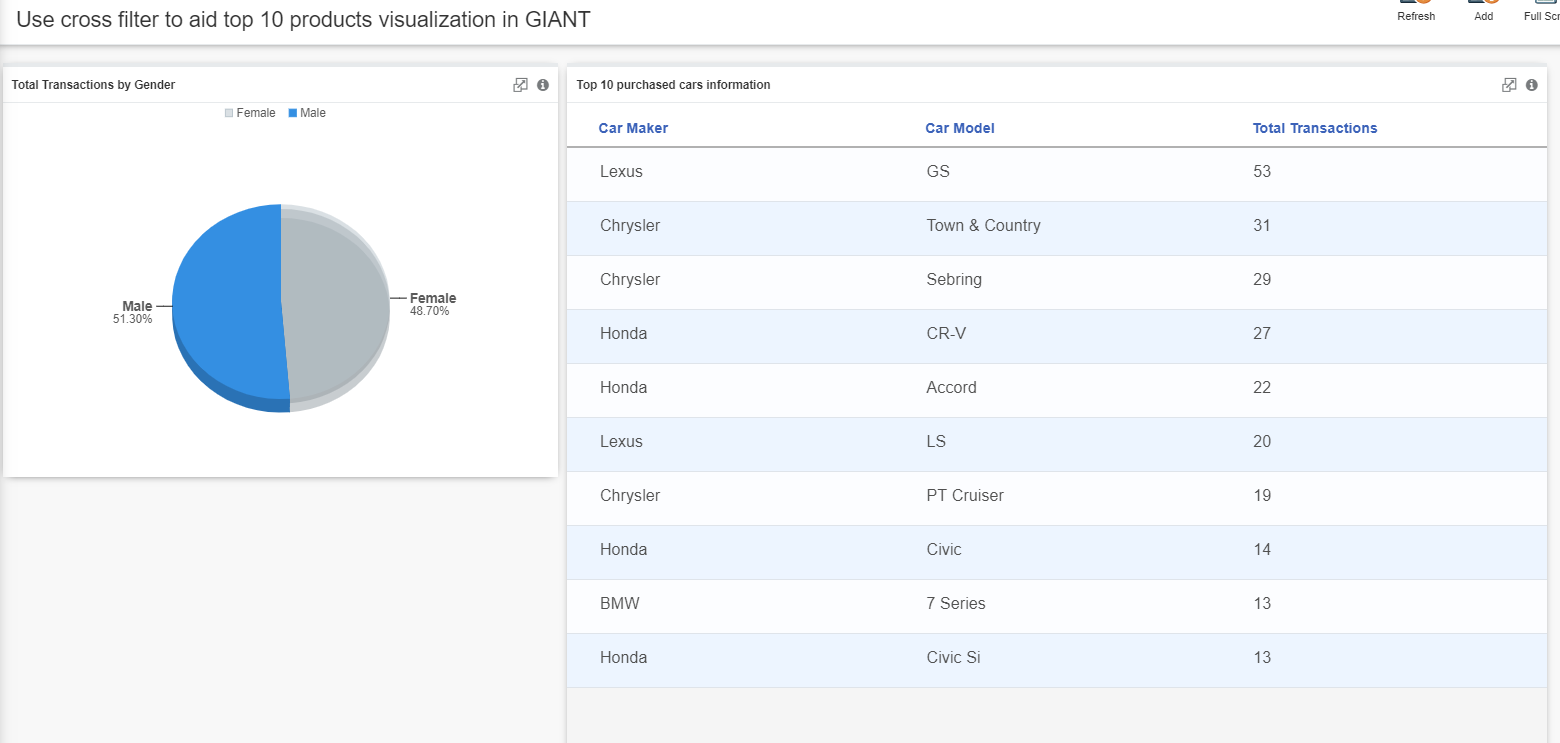 Use cross filter to aid top 10 products visualization in GIANT
Refresh Add Full Scr
Total Transactions by Gender
Female Male
Male
51.30%
Female
48.70%
Top 10 purchased cars information
Car Maker Car Model Total Transactions
Lexus GS 53
Chrysler Town & Country 31
Chrysler Sebring 29
Honda CR-V 27
Honda Accord 22
Lexus LS 20
Chrysler PT Cruiser 19
Honda Civic 14
BMW 7 Series 13
Honda Civic Si 13